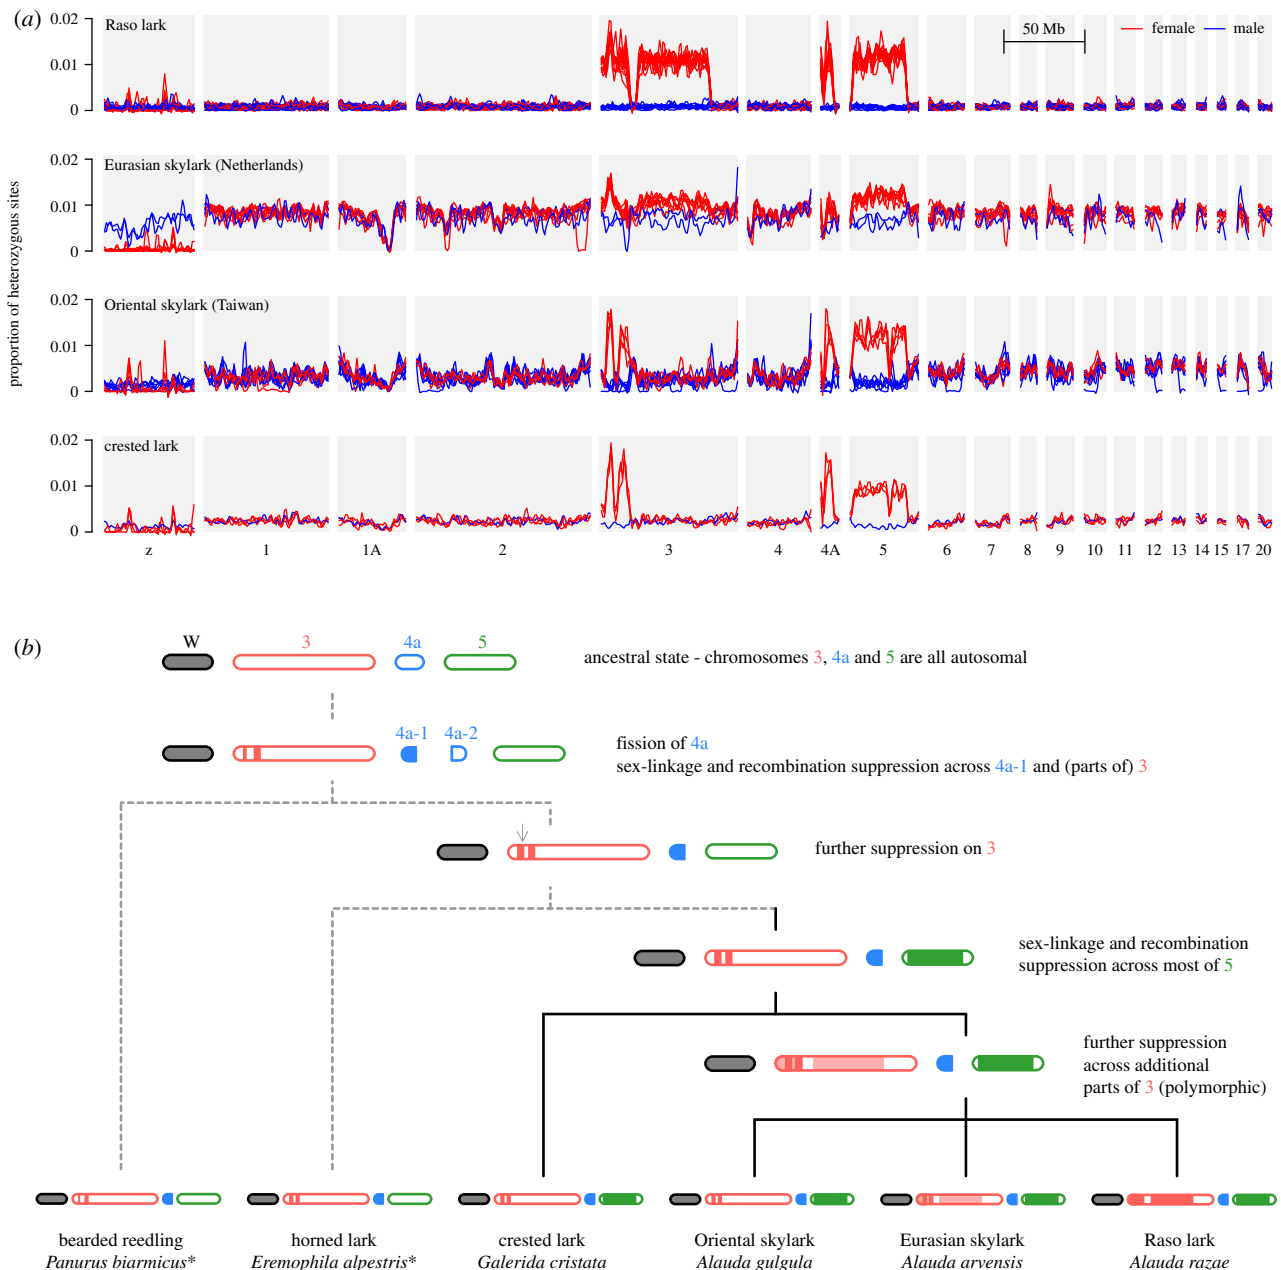 (a)
proportion of heterozygous sites
Raso lark
50 Mb
female
male
0.02
0.01
0
Eurasian skylark (Netherlands)
0.02
0.01
0
Oriental skylark (Taiwan)
0.02
0.01
0
crested lark
0.02
0.01
0
z 1 1A 2 3 4 4A 5 6 7 8 9 10 11 12 13 14 15 17 20
(b)
W 3 4a 5
ancestral state - chromosomes 3, 4a and 5 are all autosomal
4a-1 4a-2
fission of 4a
sex-linkage and recombination suppression across 4a-1 and (parts of) 3
further suppression on 3
sex-linkage and recombination
suppression across most of 5
further suppression
across additional
parts of 3 (polymorphic)
bearded reedling
Panurus biarmicus*
horned lark
Eremophila alpestris*
crested lark
Galerida cristata
Oriental skylark
Alauda gulgula
Eurasian skylark
Alauda arvensis
Raso lark
Alauda razae